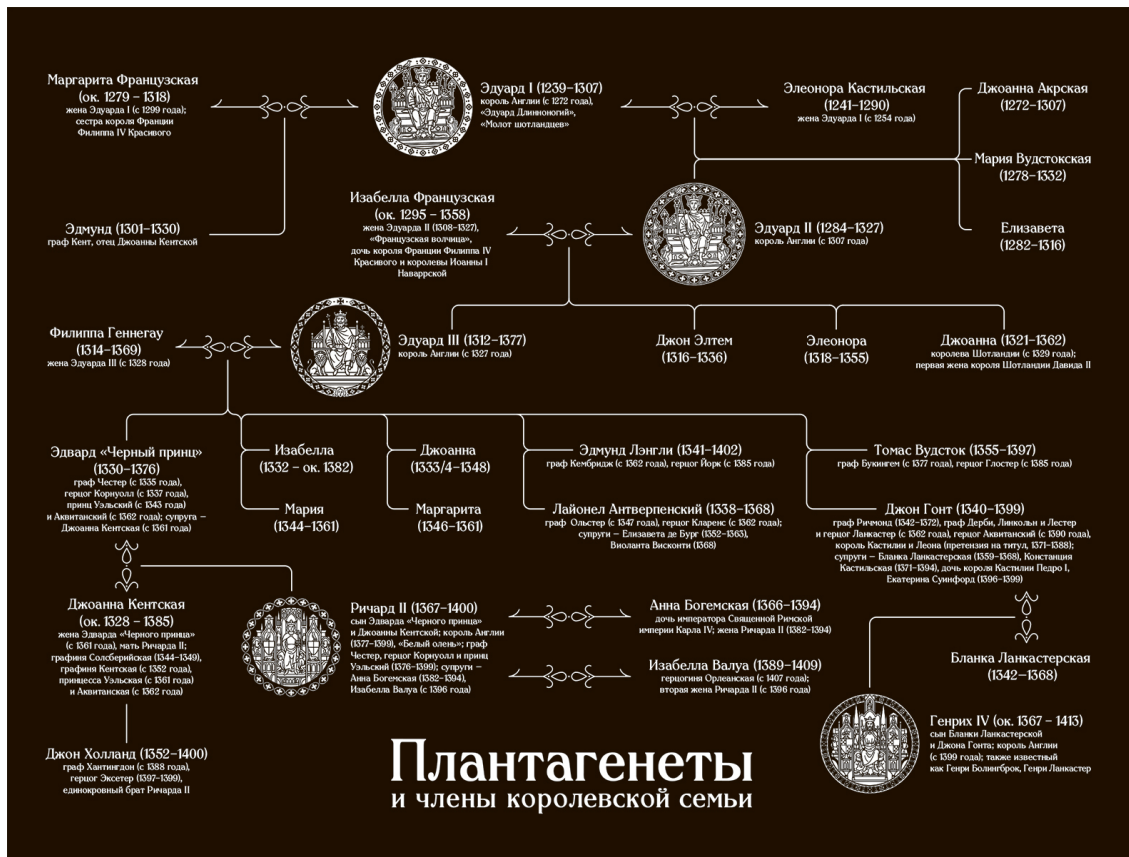 Маргарита Французская
(ок. 1279 – 1318)
жена Эдуарда I (с 1299 года);
сестра короля Франции
Филиппа IV Красивого
Эдуард I (1239–1307)
король Англии (с 1272 года),
«Эдуард Длинноногий»,
«Молот шотландцев»
Элеонора Кастильская
(1241–1290)
жена Эдуарда I (с 1254 года)
Джоанна Акрская
(1272–1307)
Мария Вудстокская
(1278–1332)
Елизавета
(1282–1316)
Эдмунд (1301–1330)
граф Кент, отец Джоанны Кентской
Изабелла Французская
(ок. 1295 – 1358)
жена Эдуарда II (1308–1327),
«Французская волчица»,
дочь короля Франции Филиппа IV
Красивого и королевы Иоанны I
Наваррской
Эдуард II (1284–1327)
король Англии (с 1307 года)
Филиппа Геннегау
(1314–1369)
жена Эдуарда III (с 1328 года)
Эдуард III (1312–1377)
король Англии (с 1327 года)
Джон Элтем
(1316–1336)
Элеонора
(1318–1355)
Джоанна (1321–1362)
королева Шотландии (с 1329 года);
первая жена короля Шотландии Давида II
Эдвард «Черный принц»
(1330–1376)
граф Честер (с 1335 года),
герцог Корнуолл (с 1337 года),
принц Уэльский (с 1343 года)
и Аквитанский (с 1362 года); супруга –
Джоанна Кентская (с 1361 года)
Изабелла
(1332 – ок. 1382)
Мария
(1344–1361)
Джоанна
(1333/4–1348)
Маргарита
(1346–1361)
Эдмунд Лэнгли (1341–1402)
граф Кембридж (с 1362 года), герцог Йорк (с 1385 года)
Лайонел Антверпенский (1338–1368)
граф Ольстер (с 1347 года), герцог Кларенс (с 1362 года);
супруги – Елизавета де Бург (1352–1363),
Виоланта Висконти (1368)
Томас Вудсток (1355–1397)
граф Букингем (с 1377 года), герцог Глостер (с 1385 года)
Джон Гонт (1340–1399)
граф Ричмонд (1342–1372), граф Дерби, Линкольн и Лестер
и герцог Ланкастер (с 1362 года), герцог Аквитанский (с 1390 года),
король Кастилии и Леона (претензия на титул, 1371–1388);
супруги – Бланка Ланкастерская (1359–1368), Констанция
Кастильская (1371–1394), дочь короля Кастилии Педро I,
Екатерина Суинфорд (1396–1399)
Джоанна Кентская
(ок. 1328 – 1385)
жена Эдварда «Черного принца»
(с 1361 года), мать Ричарда II;
графиня Солсберийская (1344–1349),
графиня Кентская (с 1352 года),
принцесса Уэльская (с 1361 года)
и Аквитанская (с 1362 года)
Ричард II (1367–1400)
сын Эдварда «Черного принца»
и Джоанны Кентской; король Англии
(1377–1399), «Белый олень»; граф
Честер, герцог Корнуолл и принц
Уэльский (1376–1399); супруги –
Анна Богемская (1382–1394),
Изабелла Валуа (с 1396 года)
Анна Богемская (1366–1394)
дочь императора Священной Римской
империи Карла IV; жена Ричарда II (1382–1394)
Изабелла Валуа (1389–1409)
герцогиня Орлеанская (с 1407 года);
вторая жена Ричарда II (с 1396 года)
Бланка Ланкастерская
(1342–1368)
Генрих IV (ок. 1367 – 1413)
сын Бланки Ланкастерской
и Джона Гонта; король Англии
(с 1399 года); также известный
как Генри Болингброк, Генри Ланкастер
Джон Холланд (1352–1400)
граф Хантингдон (с 1388 года),
герцог Эксетер (1397–1399),
единокровный брат Ричарда II
Плантагенеты
и члены королевской семьи